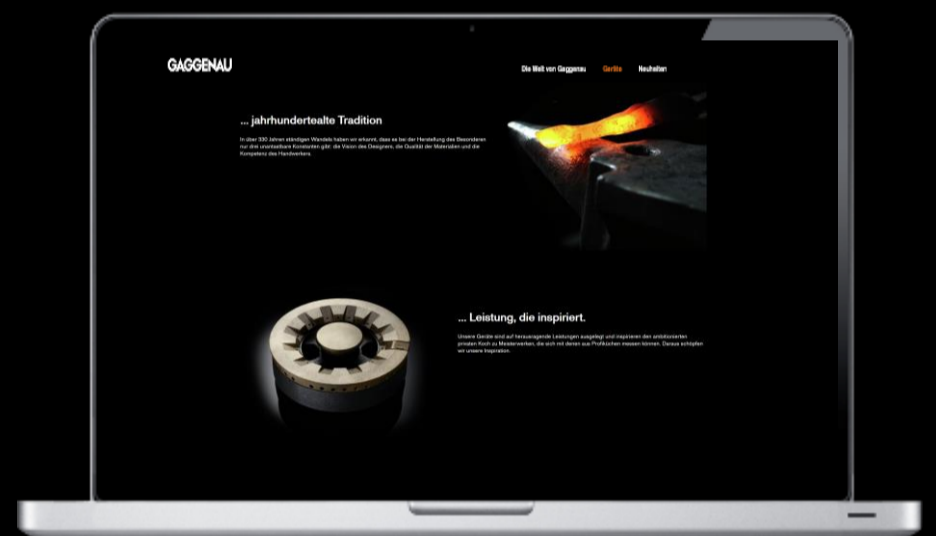 GAGGENAU
Die Welt von Gaggenau Geräte Neuheiten
... jahrhundertealte Tradition
In über 330 Jahren ständigen Wandels haben wir erkannt, dass es bei der Herstellung des Besonderen
nur drei unantastbare Konstanten gibt: die Vision des Designers, die Qualität der Materialien und die
Kompetenz des Handwerkers.
... Leistung, die inspiriert.
Unsere Geräte sind auf herausragende Leistungen ausgelegt und inspirieren den ambitionierten
privaten Koch zu Meisterwerken, die sich mit denen aus Profiküchen messen können. Daraus schöpfen
wir unsere Inspiration.